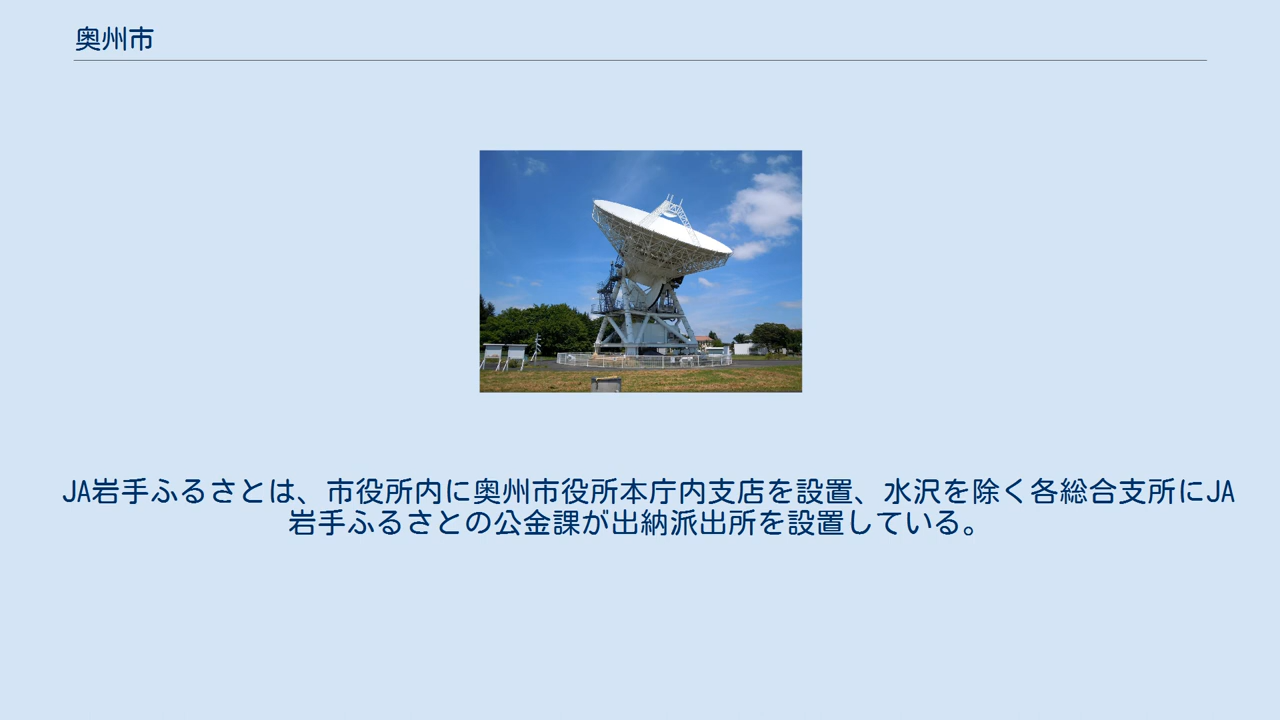 奥州市
JA岩手ふるさとは、市役所内に奥州市役所本庁内支店を設置、水沢を除く各総合支所にJA
岩手ふるさとの公金課が出納派出所を設置している。